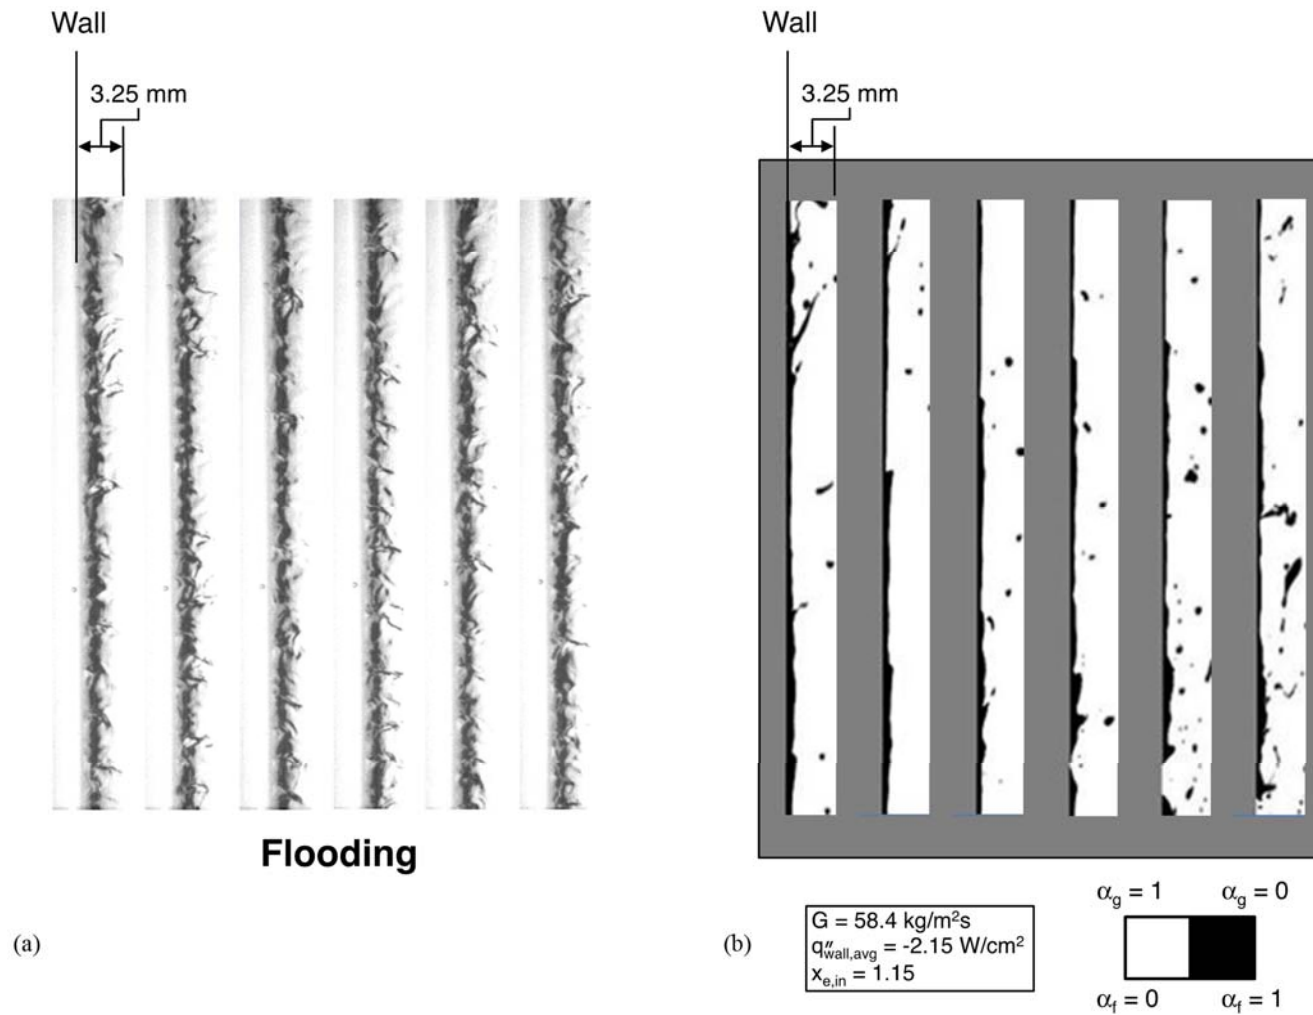 Wall
3.25 mm
Flooding
(a)
Wall
3.25 mm
(b)
G = 58.4 kg/m²s
q″wall,avg = -2.15 W/cm²
xe,in = 1.15
αg = 1 αg = 0
αf = 0 αf = 1